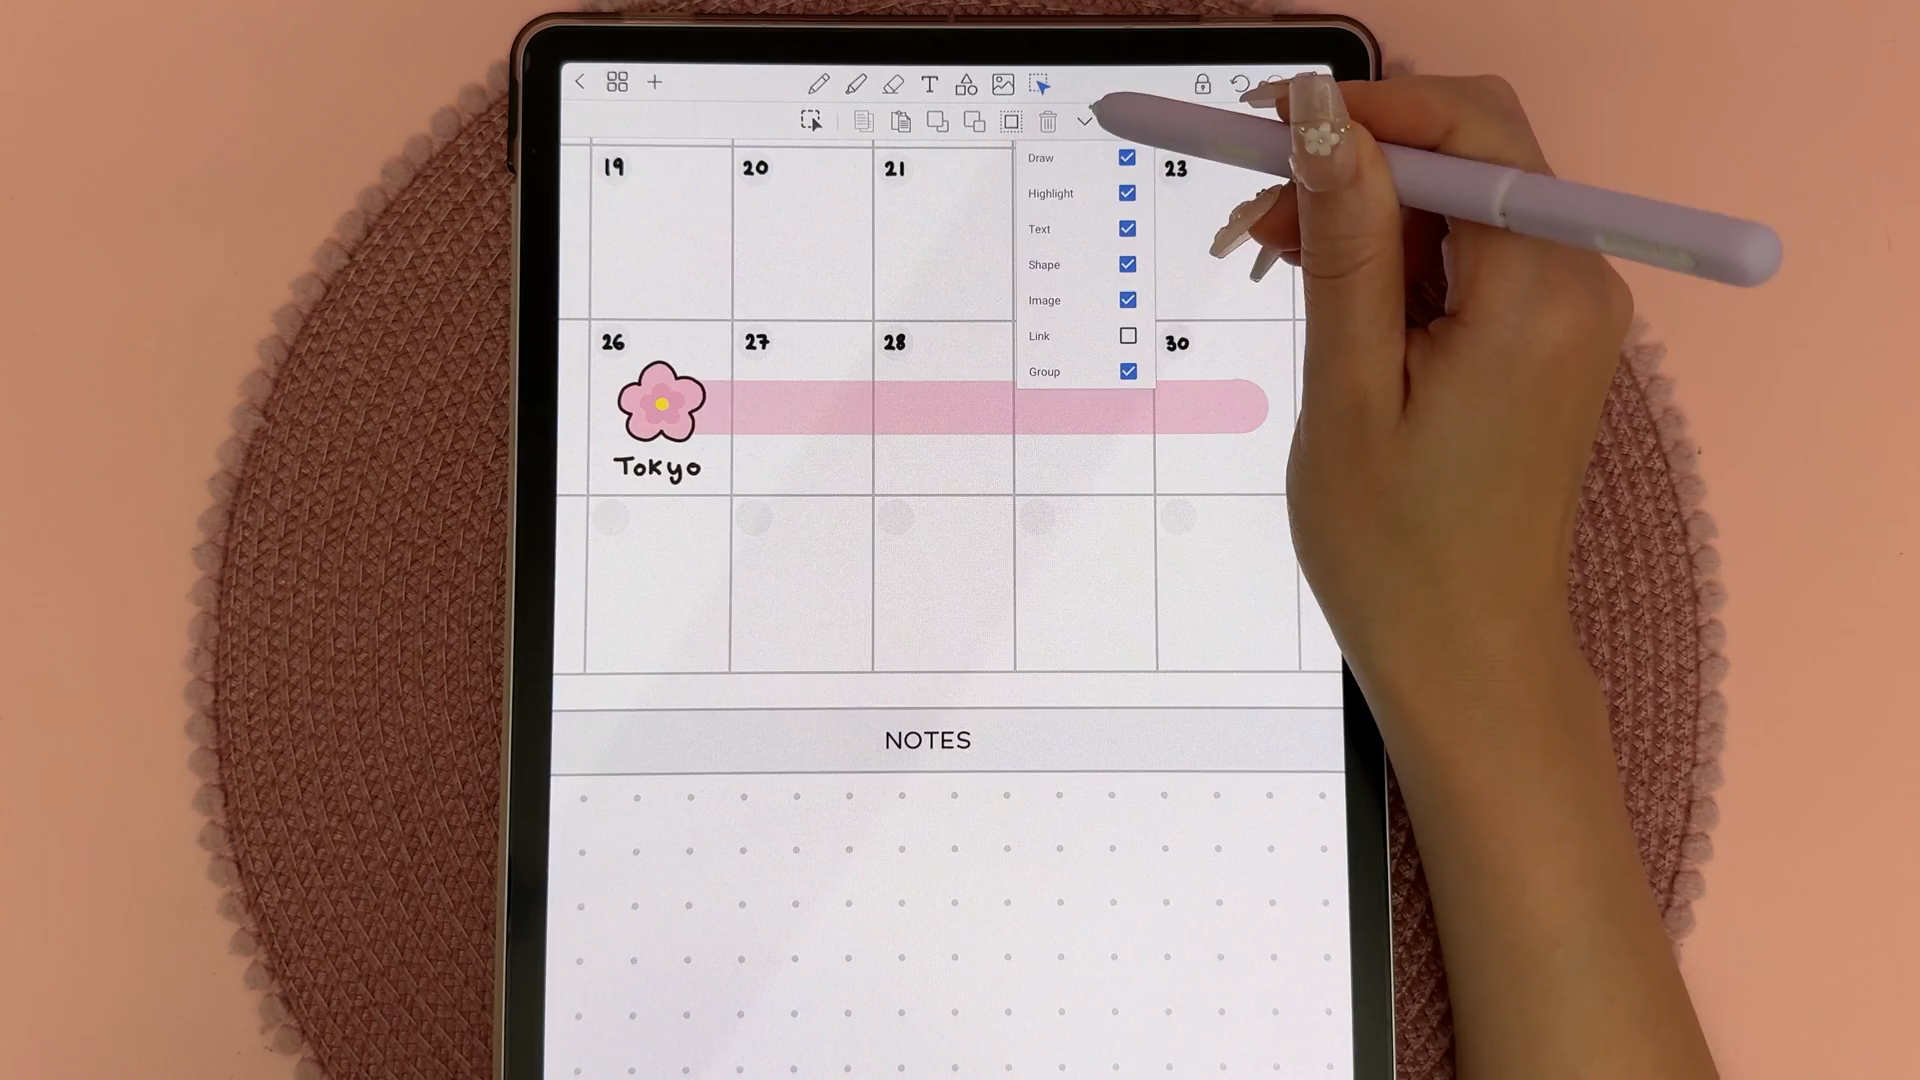 T
Draw
19 20 21 23
Highlight
Text
Shape
Image
Link
26 27 28 30
Group
Tokyo
NOTES